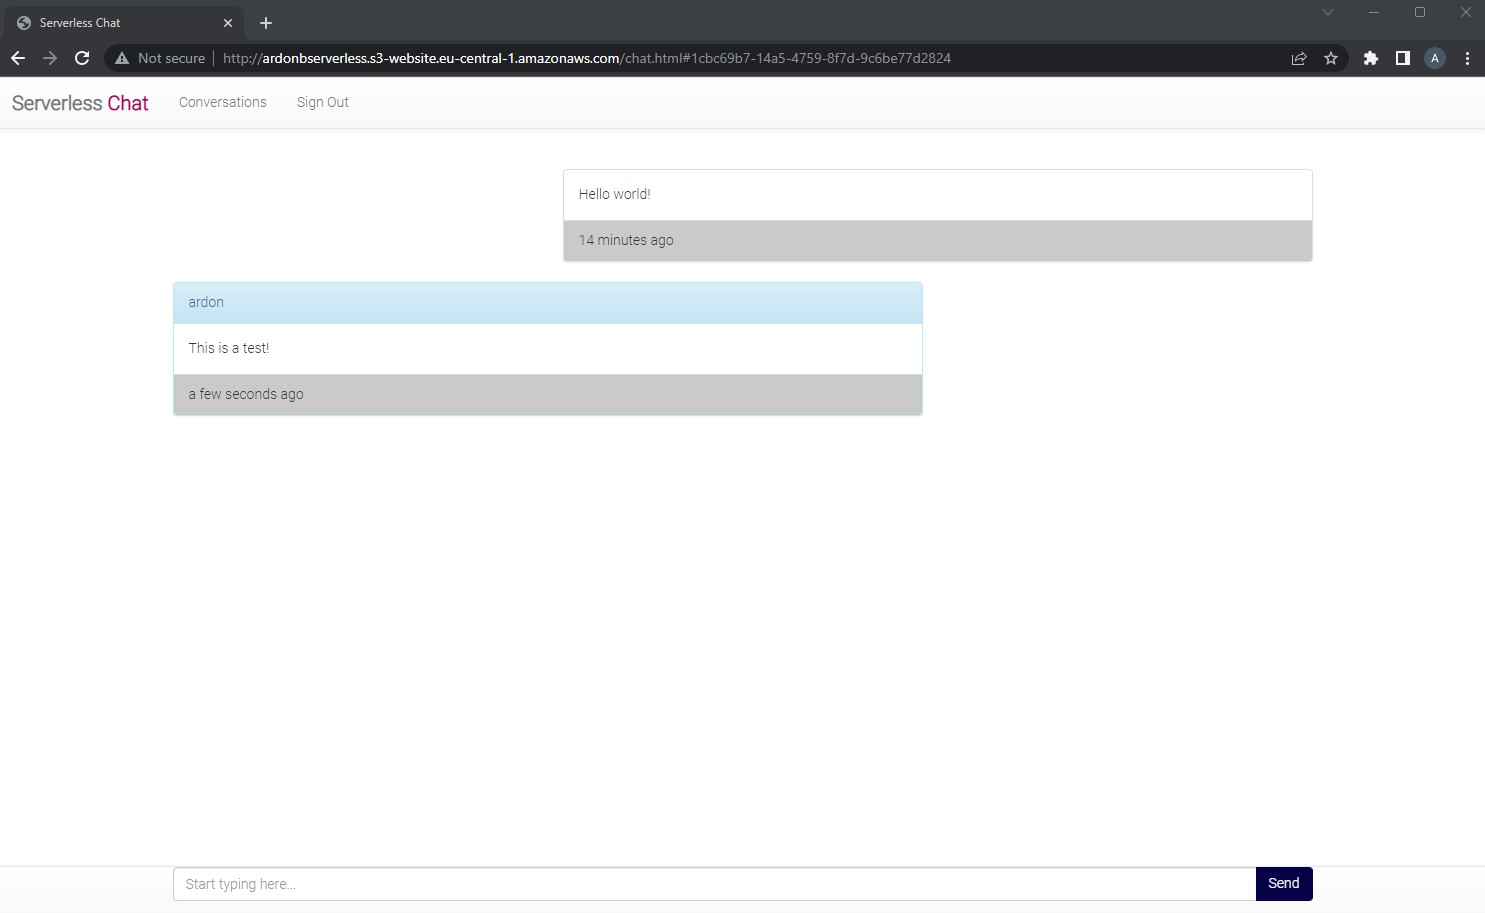 Serverless Chat
Not secure http://ardonbserverless.s3-website.eu-central-1.amazonaws.com/chat.html#1cbc69b7-14a5-4759-8f7d-9c6be77d2824
A
Serverless Chat Conversations Sign Out
Hello world!
14 minutes ago
ardon
This is a test!
a few seconds ago
Start typing here...
Send